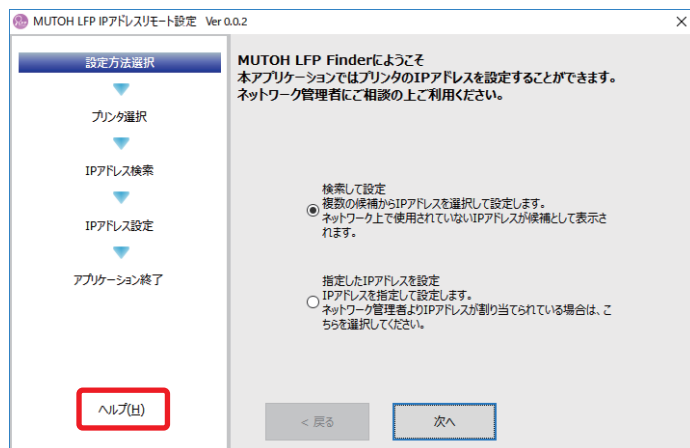 MUTOH LFP IPアドレスリモート設定 Ver 0.0.2
設定方法選択
プリンタ選択
IPアドレス検索
IPアドレス設定
アプリケーション終了
ヘルプ(H)
MUTOH LFP Finderにようこそ
本アプリケーションではプリンタのIPアドレスを設定することができます。
ネットワーク管理者にご相談の上ご利用ください。
検索して設定
複数の候補からIPアドレスを選択して設定します。
ネットワーク上で使用されていないIPアドレスが候補として表示さ
れます。
指定したIPアドレスを設定
IPアドレスを指定して設定します。
ネットワーク管理者よりIPアドレスが割り当てられている場合は、こ
ちらを選択してください。
< 戻る
次へ